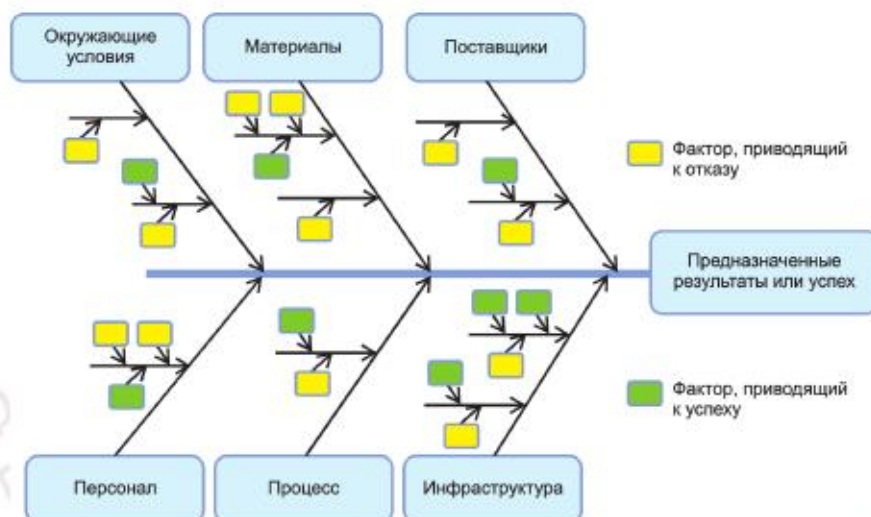 Окружающие
условия
Материалы
Поставщики
Фактор, приводящий
к отказу
Предназначенные
результаты или успех
Фактор, приводящий
к успеху
Персонал
Процесс
Инфраструктура